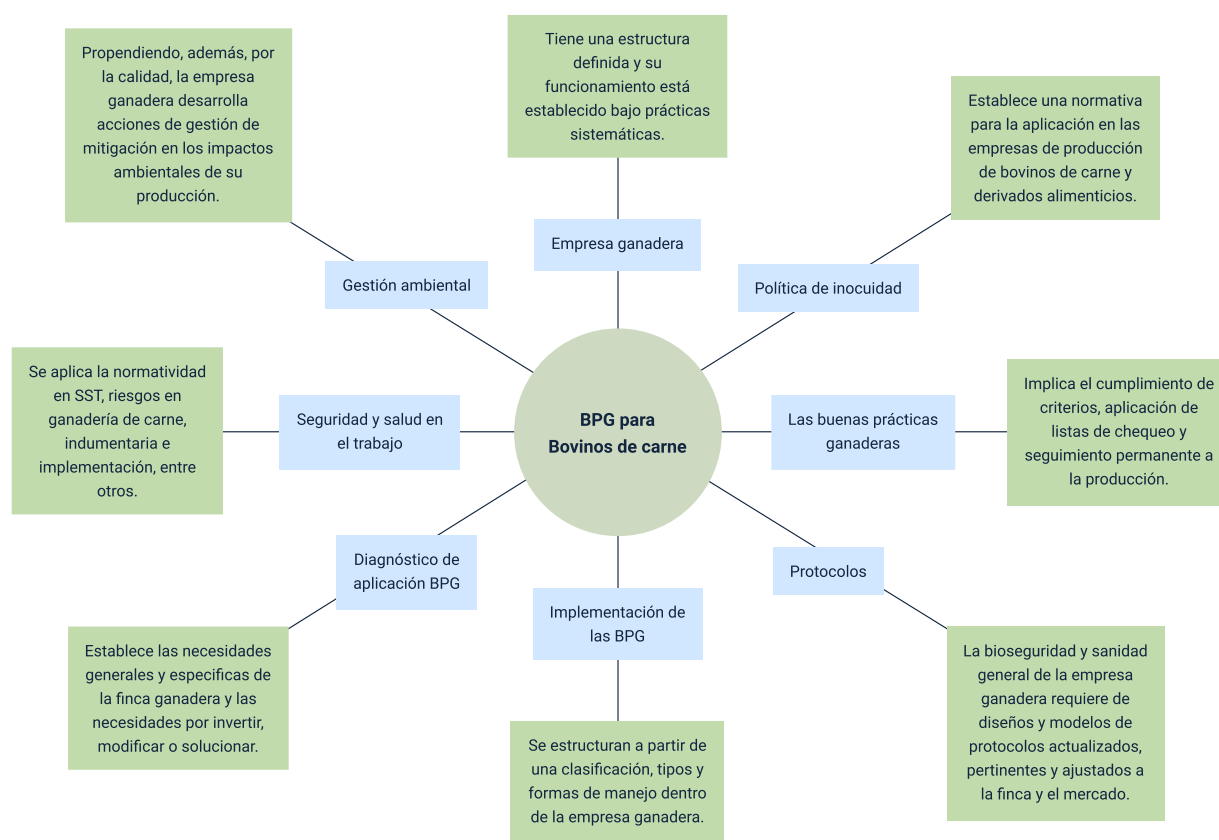 Propendiendo, además, por
la calidad, la empresa
ganadera desarrolla
acciones de gestión de
mitigación en los impactos
ambientales de su
producción.
Tiene una estructura
definida y su
funcionamiento está
establecido bajo prácticas
sistemáticas.
Establece una normativa
para la aplicación en las
empresas de producción
de bovinos de carne y
derivados alimenticios.
Empresa ganadera
Gestión ambiental
Política de inocuidad
Se aplica la normatividad
en SST, riesgos en
ganadería de carne,
indumentaria e
implementación, entre
otros.
Seguridad y salud en
el trabajo
BPG para
Bovinos de carne
Las buenas prácticas
ganaderas
Implica el cumplimiento de
criterios, aplicación de
listas de chequeo y
seguimiento permanente a
la producción.
Diagnóstico de
aplicación BPG
Implementación de
las BPG
Protocolos
Establece las necesidades
generales y especificas de
la finca ganadera y las
necesidades por invertir,
modificar o solucionar.
Se estructuran a partir de
una clasificación, tipos y
formas de manejo dentro
de la empresa ganadera.
La bioseguridad y sanidad
general de la empresa
ganadera requiere de
diseños y modelos de
protocolos actualizados,
pertinentes y ajustados a
la finca y el mercado.